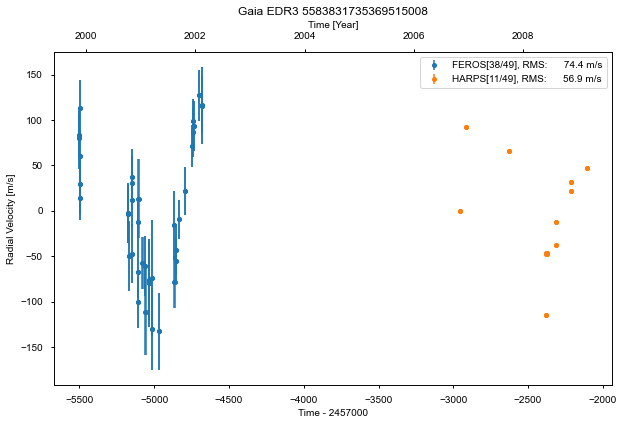 Gaia EDR3 5583831735369515008
Time [Year]
2000 2002 2004 2006 2008
FEROS[38/49], RMS: 74.4 m/s
HARPS[11/49], RMS: 56.9 m/s
Radial Velocity [m/s]
150
100
50
0
−50
−100
−150
−5500 −5000 −4500 −4000 −3500 −3000 −2500 −2000
Time - 2457000